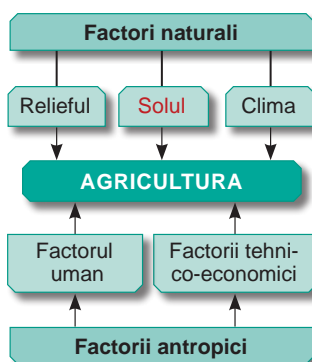 Factori naturali
Relieful Solul Clima
AGRICULTURA
Factorul Factorii tehni-
uman co-economici
Factorii antropici